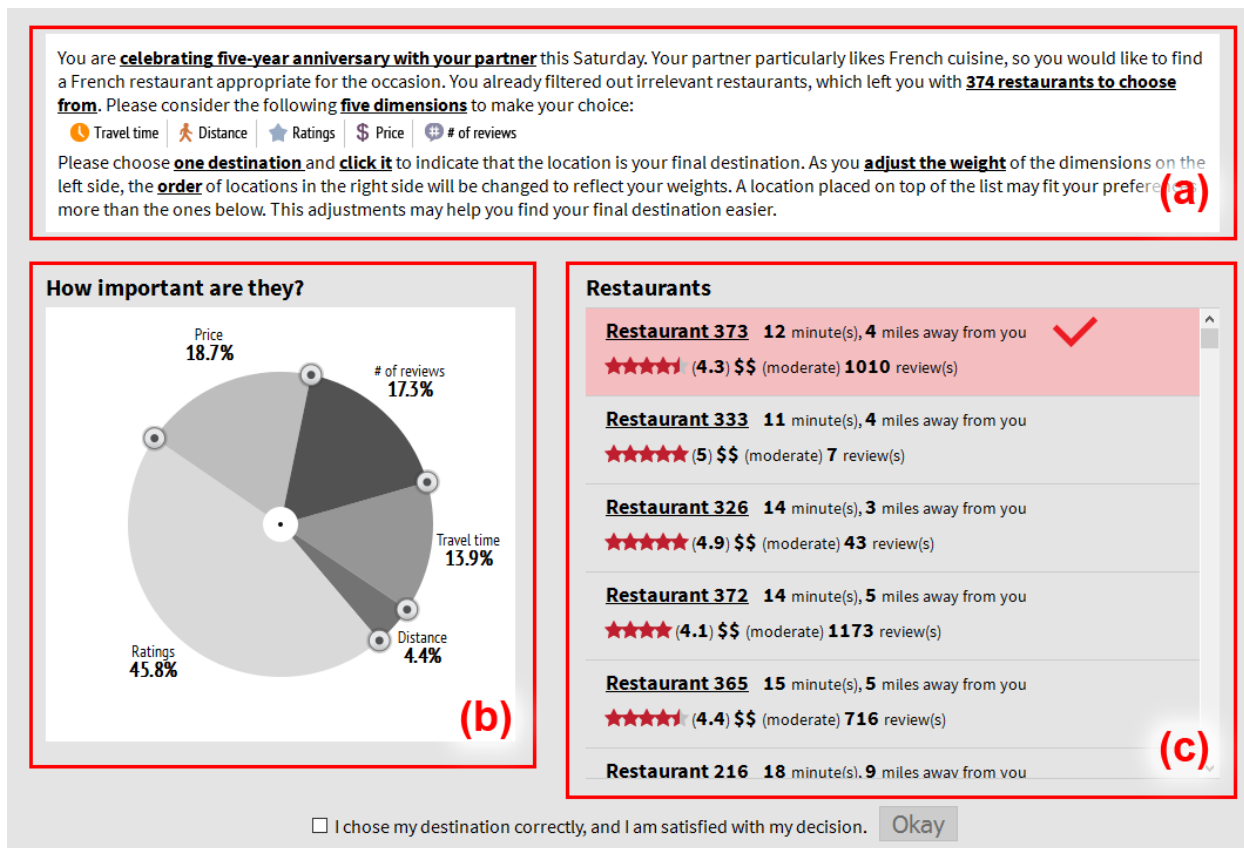 You are celebrating five-year anniversary with your partner this Saturday. Your partner particularly likes French cuisine, so you would like to find
a French restaurant appropriate for the occasion. You already filtered out irrelevant restaurants, which left you with 374 restaurants to choose
from. Please consider the following five dimensions to make your choice:
Travel time Distance Ratings $ Price # # of reviews
Please choose one destination and click it to indicate that the location is your final destination. As you adjust the weight of the dimensions on the
left side, the order of locations in the right side will be changed to reflect your weights. A location placed on top of the list may fit your preferences
more than the ones below. This adjustments may help you find your final destination easier.
(a)
How important are they?
Price
18.7%
# of reviews
17.3%
Travel time
13.9%
Distance
4.4%
Ratings
45.8%
(b)
Restaurants
Restaurant 373 12 minute(s), 4 miles away from you
(4.3) $$ (moderate) 1010 review(s)
Restaurant 333 11 minute(s), 4 miles away from you
(5) $$ (moderate) 7 review(s)
Restaurant 326 14 minute(s), 3 miles away from you
(4.9) $$ (moderate) 43 review(s)
Restaurant 372 14 minute(s), 5 miles away from you
(4.1) $$ (moderate) 1173 review(s)
Restaurant 365 15 minute(s), 5 miles away from you
(4.4) $$ (moderate) 716 review(s)
Restaurant 216 18 minute(s), 9 miles away from you
(c)
I chose my destination correctly, and I am satisfied with my decision. Okay